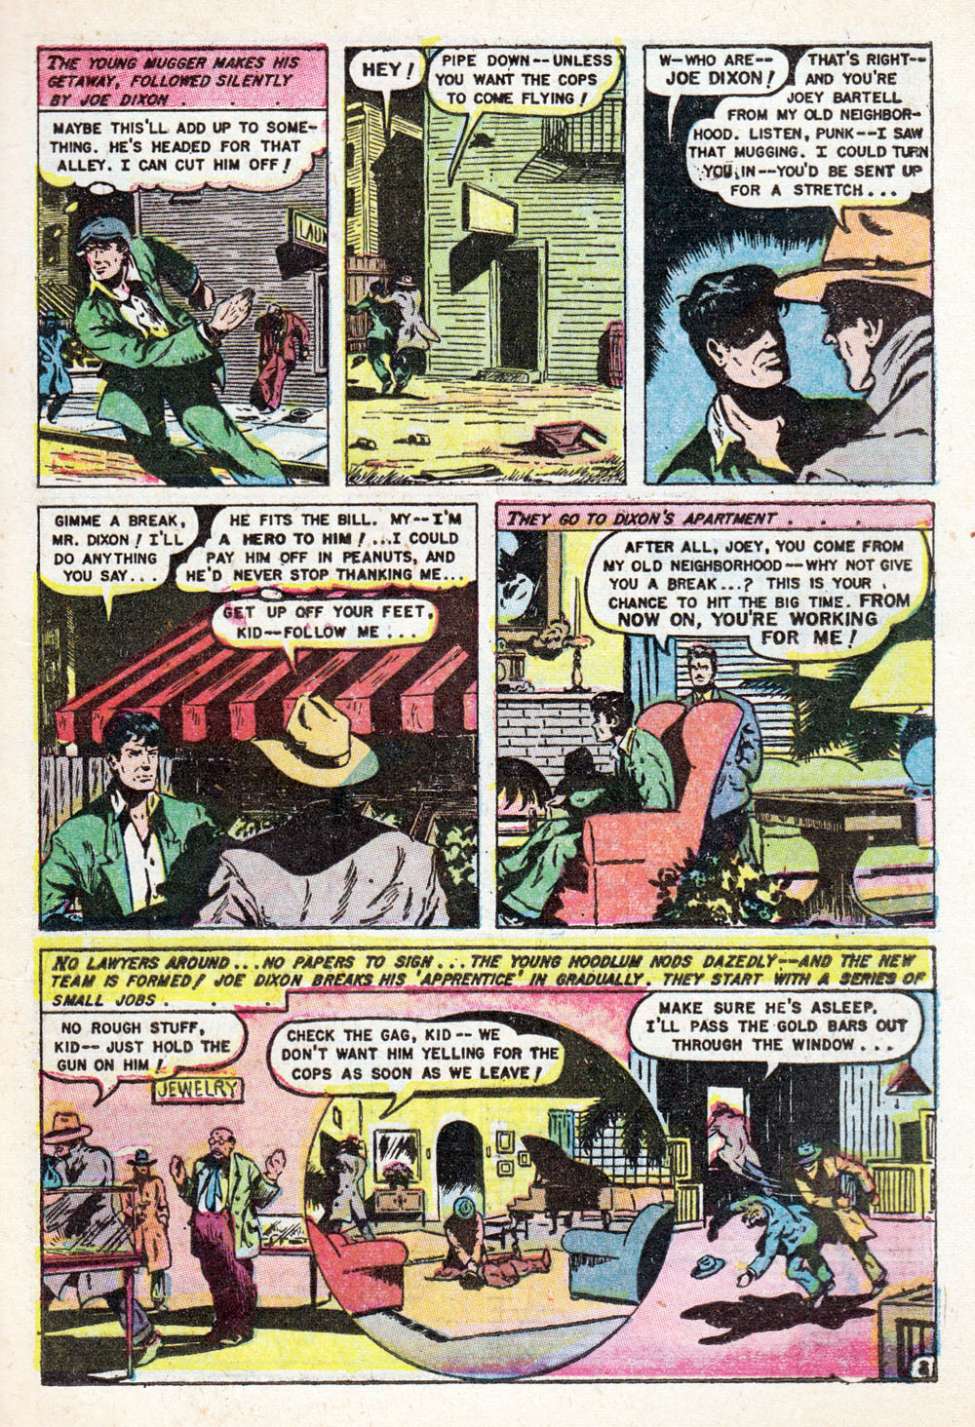 THE YOUNG MUGGER MAKES HIS
GETAWAY, FOLLOWED SILENTLY
BY JOE DIXON . . . .
MAYBE THIS'LL ADD UP TO SOME-
THING. HE'S HEADED FOR THAT
ALLEY. I CAN CUT HIM OFF!
LAUN
HEY!
PIPE DOWN--UNLESS
YOU WANT THE COPS
TO COME FLYING!
W-WHO ARE--
JOE DIXON!
THAT'S RIGHT--
AND YOU'RE
JOEY BARTELL
FROM MY OLD NEIGHBOR-
HOOD. LISTEN, PUNK--I SAW
THAT MUGGING. I COULD TURN
YOU IN--YOU'D BE SENT UP
FOR A STRETCH...
GIMME A BREAK,
MR. DIXON! I'LL
DO ANYTHING
YOU SAY...
HE FITS THE BILL. MY--I'M
A HERO TO HIM!...I COULD
PAY HIM OFF IN PEANUTS, AND
HE'D NEVER STOP THANKING ME...
GET UP OFF YOUR FEET,
KID--FOLLOW ME...
THEY GO TO DIXON'S APARTMENT . . .
AFTER ALL, JOEY, YOU COME FROM
MY OLD NEIGHBORHOOD--WHY NOT GIVE
YOU A BREAK...? THIS IS YOUR
CHANCE TO HIT THE BIG TIME. FROM
NOW ON, YOU'RE WORKING
FOR ME!
NO LAWYERS AROUND...NO PAPERS TO SIGN... THE YOUNG HOODLUM NODS DAZEDLY--AND THE NEW
TEAM IS FORMED! JOE DIXON BREAKS HIS 'APPRENTICE' IN GRADUALLY. THEY START WITH A SERIES OF
SMALL JOBS . . . .
NO ROUGH STUFF,
KID--JUST HOLD THE
GUN ON HIM!
JEWELRY
CHECK THE GAG, KID--WE
DON'T WANT HIM YELLING FOR THE
COPS AS SOON AS WE LEAVE!
MAKE SURE HE'S ASLEEP.
I'LL PASS THE GOLD BARS OUT
THROUGH THE WINDOW...